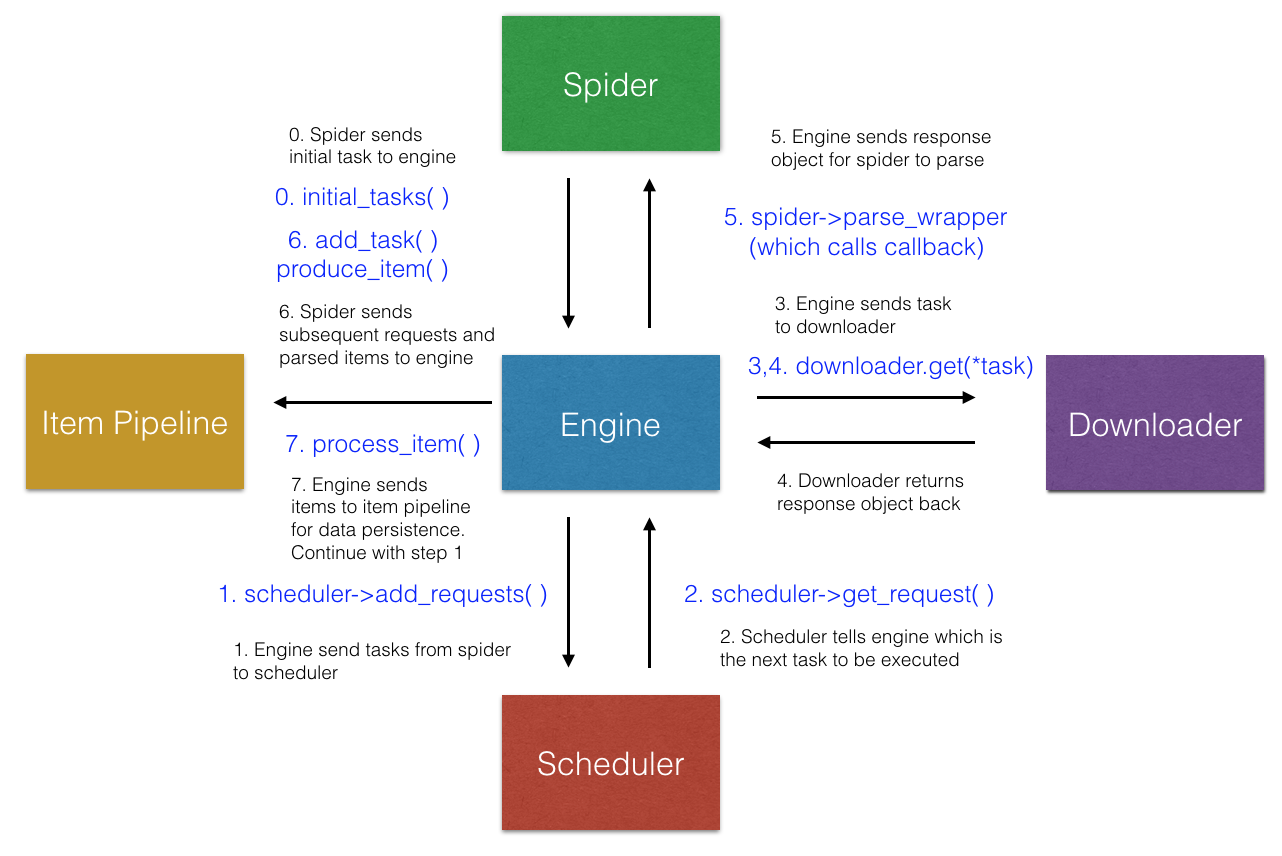 Spider
0. Spider sends
initial task to engine
0. initial_tasks( )
6. add_task( )
produce_item( )
6. Spider sends
subsequent requests and
parsed items to engine
5. Engine sends response
object for spider to parse
5. spider->parse_wrapper
(which calls callback)
3. Engine sends task
to downloader
3,4. downloader.get(*task)
Item Pipeline
Engine
Downloader
7. process_item( )
7. Engine sends
items to item pipeline
for data persistence.
Continue with step 1
4. Downloader returns
response object back
1. scheduler->add_requests( )
1. Engine send tasks from spider
to scheduler
2. scheduler->get_request( )
2. Scheduler tells engine which is
the next task to be executed
Scheduler